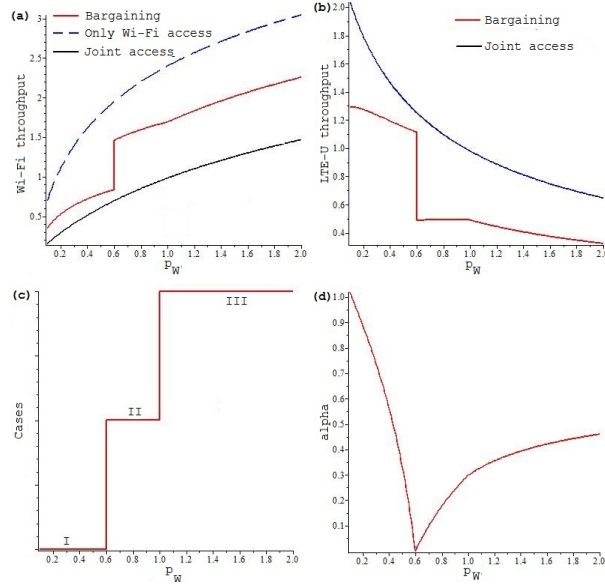 (a)
Bargaining
Only Wi-Fi access
Joint access
Wi-Fi throughput
3
2.5
2
1.5
1
0.5
0.2 0.4 0.6 0.8 1.0 1.2 1.4 1.6 1.8 2.0
pW'
(b)
Bargaining
Joint access
LTE-U throughput
2.0
1.8
1.6
1.4
1.2
1.0
0.8
0.6
0.4
0.2 0.4 0.6 0.8 1.0 1.2 1.4 1.6 1.8 2.0
pW'
(c)
Cases
III
II
I
0.2 0.4 0.6 0.8 1.0 1.2 1.4 1.6 1.8 2.0
pW
(d)
alpha
1.0
0.9
0.8
0.7
0.6
0.5
0.4
0.3
0.2
0.1
0.2 0.4 0.6 0.8 1.0 1.2 1.4 1.6 1.8 2.0
pW'